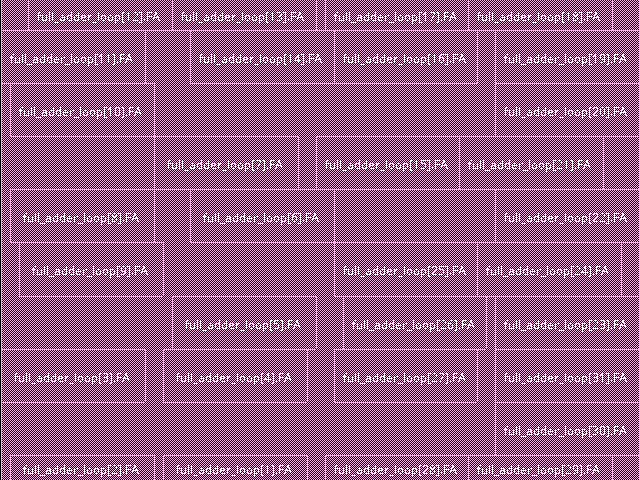 full_adder_loop[12].FA full_adder_loop[13].FA full_adder_loop[17].FA full_adder_loop[18].FA
full_adder_loop[11].FA full_adder_loop[14].FA full_adder_loop[16].FA full_adder_loop[19].FA
full_adder_loop[10].FA full_adder_loop[20].FA
full_adder_loop[7].FA full_adder_loop[15].FA full_adder_loop[21].FA
full_adder_loop[8].FA full_adder_loop[6].FA full_adder_loop[22].FA
full_adder_loop[9].FA full_adder_loop[25].FA full_adder_loop[24].FA
full_adder_loop[5].FA full_adder_loop[26].FA full_adder_loop[23].FA
full_adder_loop[3].FA full_adder_loop[4].FA full_adder_loop[27].FA full_adder_loop[31].FA
full_adder_loop[30].FA
full_adder_loop[2].FA full_adder_loop[1].FA full_adder_loop[28].FA full_adder_loop[29].FA